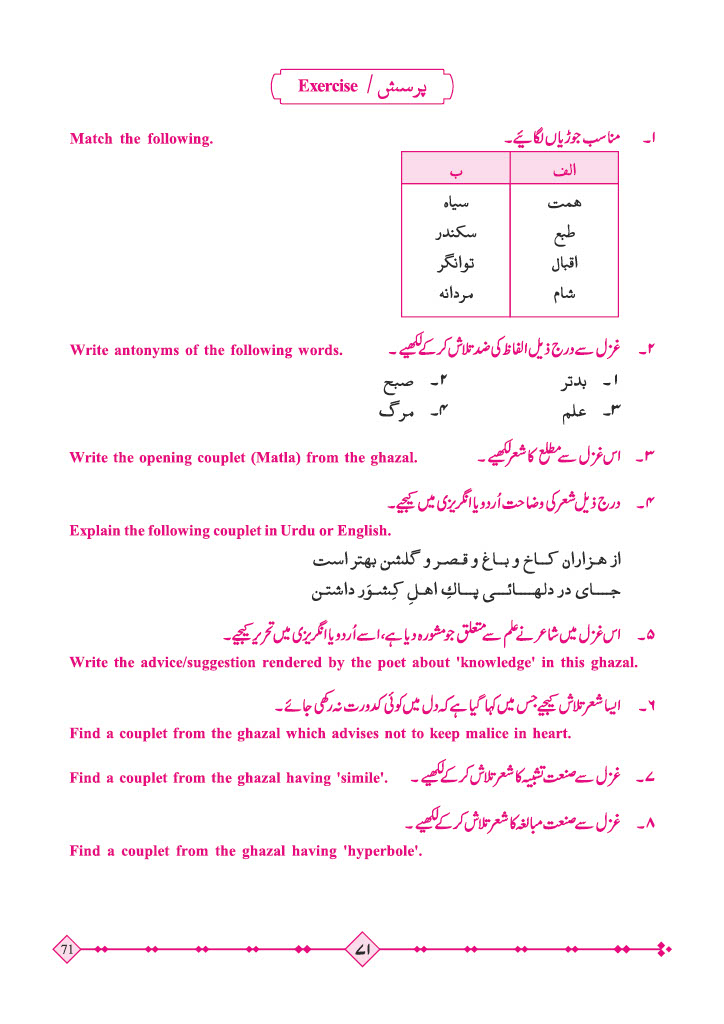 Exercise / پرسش
Match the following. ۱۔ مناسب جوڑیاں لگائیے۔
الف ب
همت سیاه
طبع سکندر
اقبال توانگر
شام مردانه
Write antonyms of the following words. ۲۔ غزل سے درج ذیل الفاظ کی ضد تلاش کرکے لکھیے۔
۱۔ بدتر ۲۔ صبح
۳۔ علم ۴۔ مرگ
Write the opening couplet (Matla) from the ghazal. ۳۔ اس غزل سے مطلع کا شعر لکھیے۔
۴۔ درج ذیل شعر کی وضاحت اُردو یا انگریزی میں کیجیے۔
Explain the following couplet in Urdu or English.
از هزاران کاخ و باغ و قصر و گلشن بهتر است
جای در دلهائی پاكِ اهلِ كِشوَر داشتن
۵۔ اس غزل میں شاعر نے علم سے متعلق جو مشورہ دیا ہے، اسے اُردو یا انگریزی میں تحریر کیجیے۔
Write the advice/suggestion rendered by the poet about 'knowledge' in this ghazal.
۶۔ ایسا شعر تلاش کیجیے جس میں کہا گیا ہے کہ دل میں کوئی کدورت نہ رکھی جائے۔
Find a couplet from the ghazal which advises not to keep malice in heart.
Find a couplet from the ghazal having 'simile'. ۷۔ غزل سے صنعت تشبیہ کا شعر تلاش کرکے لکھیے۔
۸۔ غزل سے صنعت مبالغہ کا شعر تلاش کرکے لکھیے۔
Find a couplet from the ghazal having 'hyperbole'.
71 ۷۱